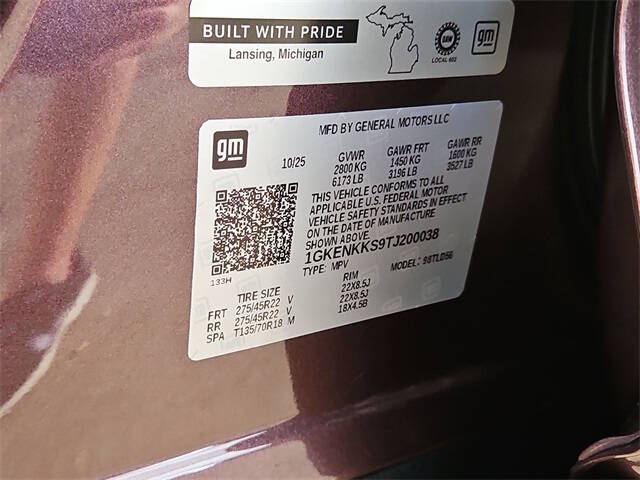 BUILT WITH PRIDE
Lansing, Michigan
UAW
LOCAL 602
gm
MFD BY GENERAL MOTORS LLC
gm
10/25
GVWR GAWR FRT GAWR RR
2800 KG 1450 KG 1600 KG
6173 LB 3196 LB 3527 LB
THIS VEHICLE CONFORMS TO ALL
APPLICABLE U.S. FEDERAL MOTOR
VEHICLE SAFETY STANDARDS IN EFFECT
ON THE DATE OF MANUFACTURE
SHOWN ABOVE.
1GKENKKS9TJ200038
TYPE: MPV MODEL: 98TLD56
133H
TIRE SIZE RIM
FRT 275/45R22 V 22X8.5J
RR 275/45R22 V 22X8.5J
SPA T135/70R18 M 18X4.5B